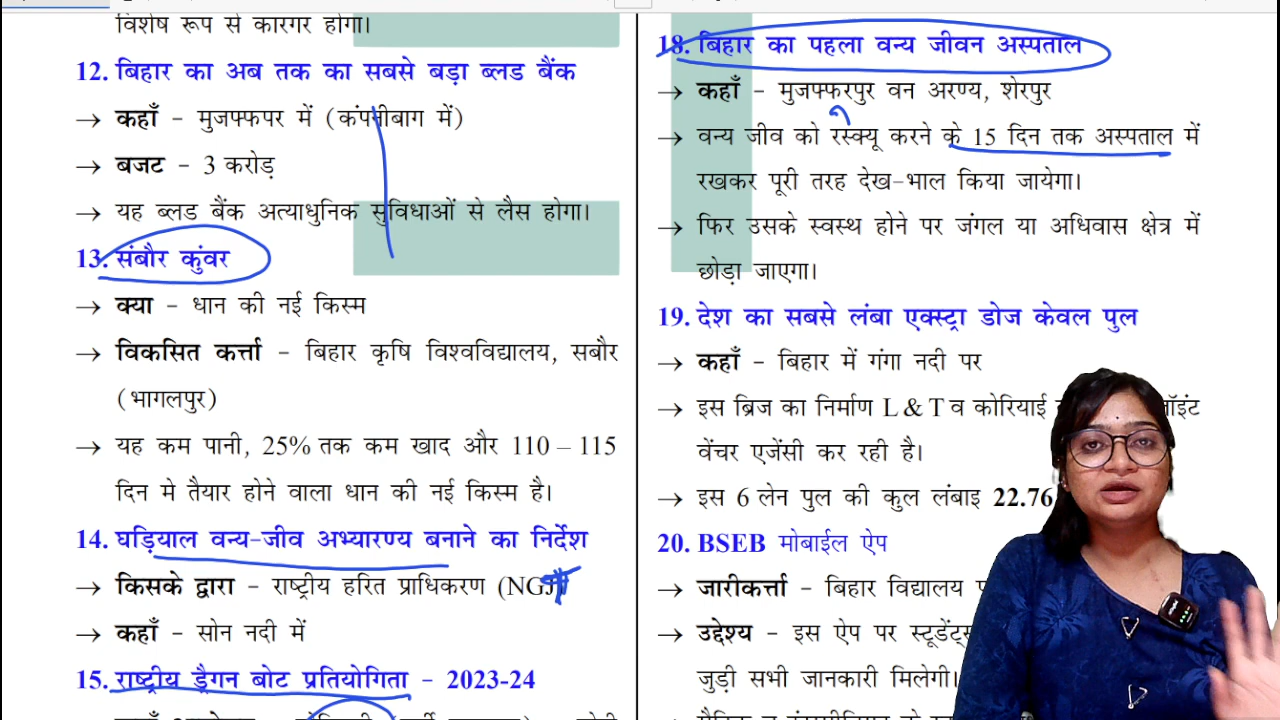 विशेष रूप से कारगर होगा।
12. बिहार का अब तक का सबसे बड़ा ब्लड बैंक
→ कहाँ - मुजफ्फपर में (कंपनीबाग में)
→ बजट - 3 करोड़
→ यह ब्लड बैंक अत्याधुनिक सुविधाओं से लैस होगा।
13. संबौर कुंवर
→ क्या - धान की नई किस्म
→ विकसित कर्त्ता - बिहार कृषि विश्वविद्यालय, सबौर
(भागलपुर)
→ यह कम पानी, 25% तक कम खाद और 110 – 115
दिन मे तैयार होने वाला धान की नई किस्म है।
14. घड़ियाल वन्य-जीव अभ्यारण्य बनाने का निर्देश
→ किसके द्वारा - राष्ट्रीय हरित प्राधिकरण (NGT)
→ कहाँ - सोन नदी में
15. राष्ट्रीय ड्रैगन बोट प्रतियोगिता - 2023-24
18. बिहार का पहला वन्य जीवन अस्पताल
→ कहाँ - मुजफ्फरपुर वन अरण्य, शेरपुर
→ वन्य जीव को रस्क्यू करने के 15 दिन तक अस्पताल में
रखकर पूरी तरह देख-भाल किया जायेगा।
→ फिर उसके स्वस्थ होने पर जंगल या अधिवास क्षेत्र में
छोड़ा जाएगा।
19. देश का सबसे लंबा एक्स्ट्रा डोज केवल पुल
→ कहाँ - बिहार में गंगा नदी पर
→ इस ब्रिज का निर्माण L & T व कोरियाई
वेंचर एजेंसी कर रही है।
→ इस 6 लेन पुल की कुल लंबाइ 22.76
20. BSEB मोबाईल ऐप
→ जारीकर्त्ता - बिहार विद्यालय
→ उद्देश्य - इस ऐप पर स्टूडेंट्स
जुड़ी सभी जानकारी मिलेगी।